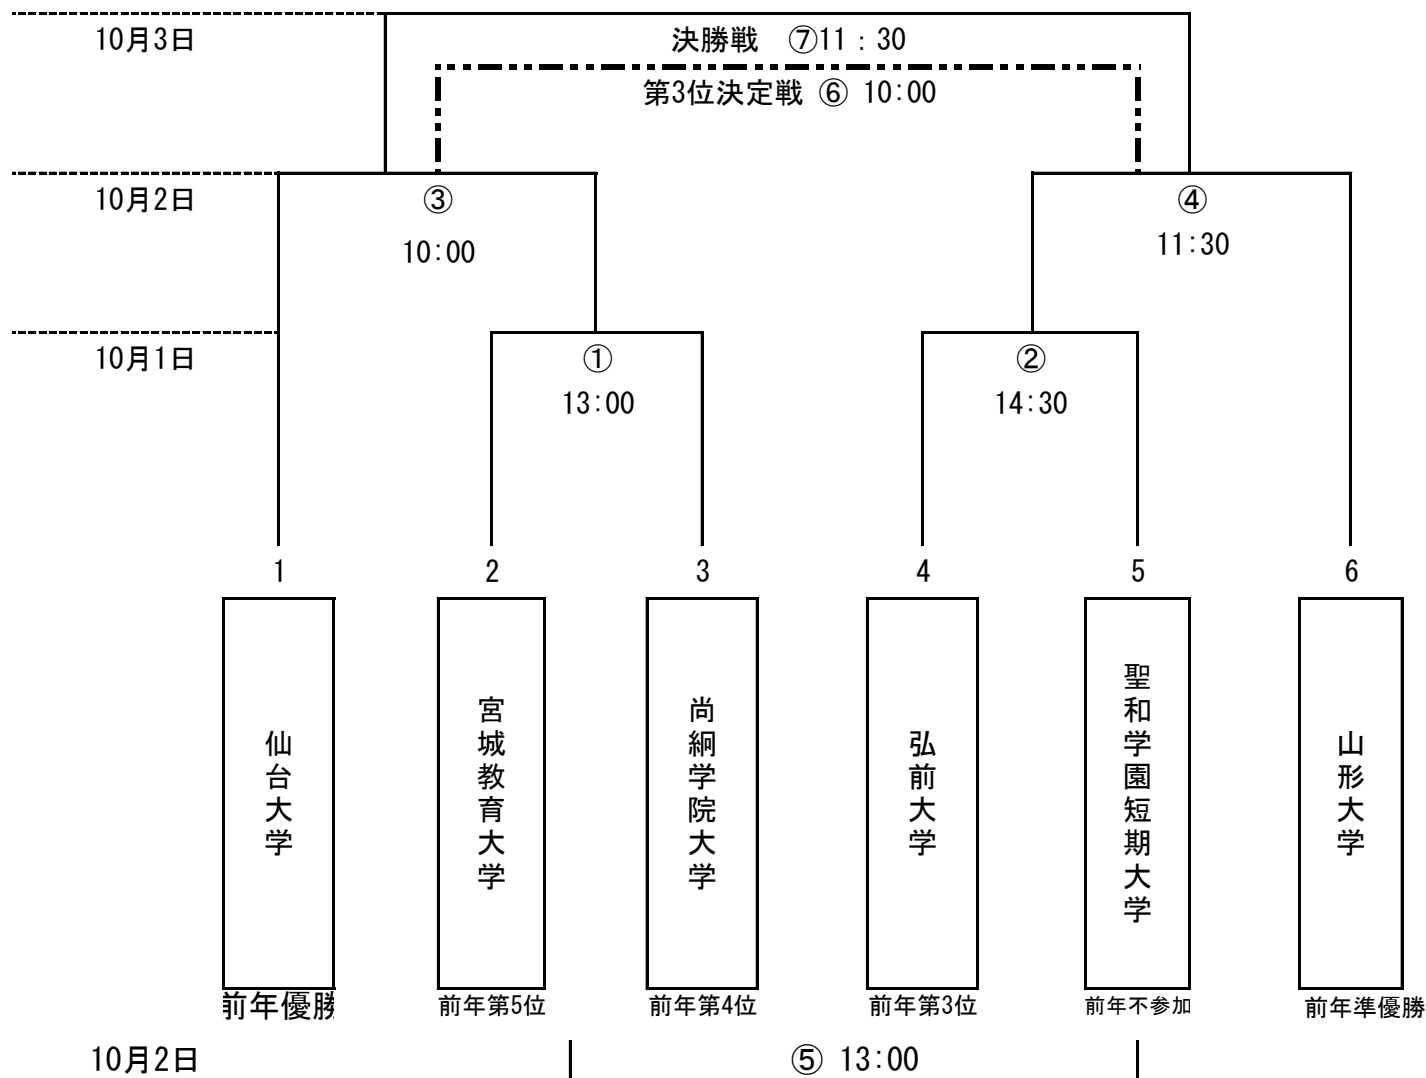 10月3日
決勝戦　⑦11：30
第3位決定戦 ⑥ 10:00
10月2日
③
④
10:00
11:30
10月1日
①
②
13:00
14:30
1
2
3
4
5
6
仙台大学
宮城教育大学
尚絅学院大学
弘前大学
聖和学園短期大学
山形大学
前年優勝
前年第5位
前年第4位
前年第3位
前年不参加
前年準優勝
10月2日
⑤ 13:00